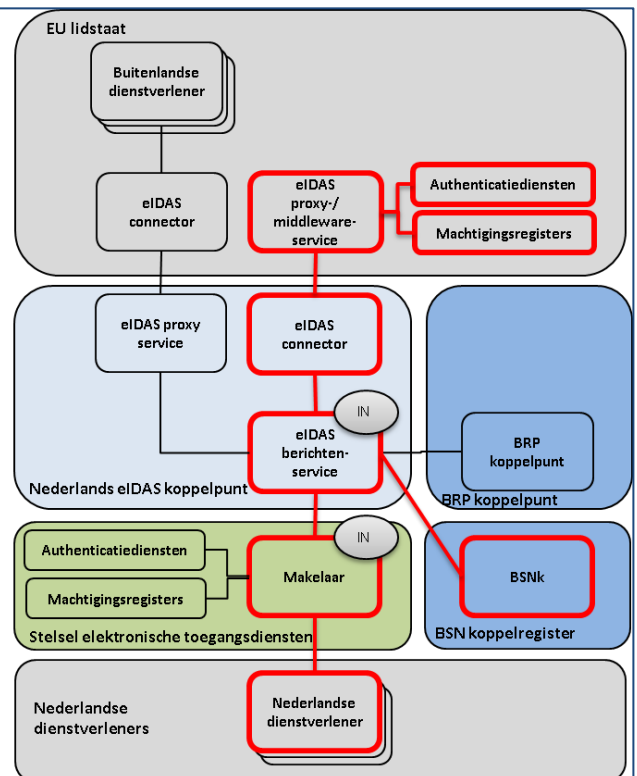 EU lidstaat
Buitenlandse
dienstverlener
eIDAS
connector
eIDAS
proxy-/
middleware-
service
Authenticatiediensten
Machtigingsregisters
eIDAS proxy
service
eIDAS
connector
IN
eIDAS
berichten-
service
BRP
koppelpunt
Nederlands eIDAS koppelpunt
BRP koppelpunt
Authenticatiediensten
Machtigingsregisters
IN
Makelaar
BSNk
Stelsel elektronische toegangsdiensten
BSN koppelregister
Nederlandse
dienstverleners
Nederlandse
dienstverlener